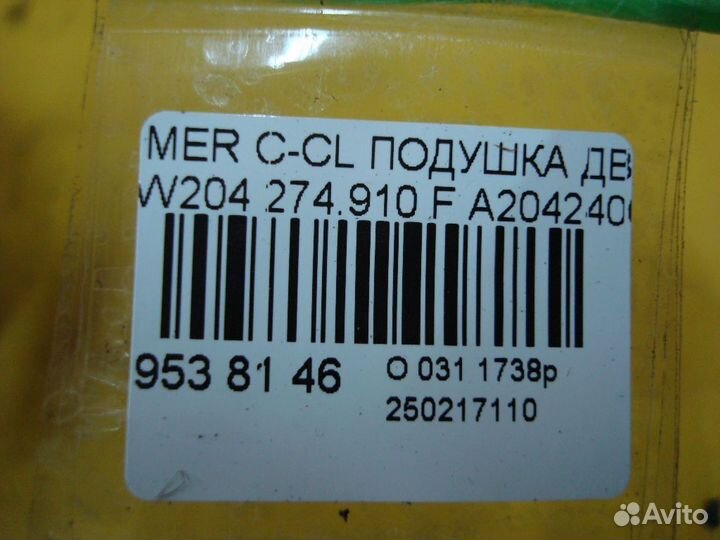 MER C-CL ПОДУШКА ДВ
W204 274.910 F A204240
953 81 46
O 031 1738р
250217110
Avito